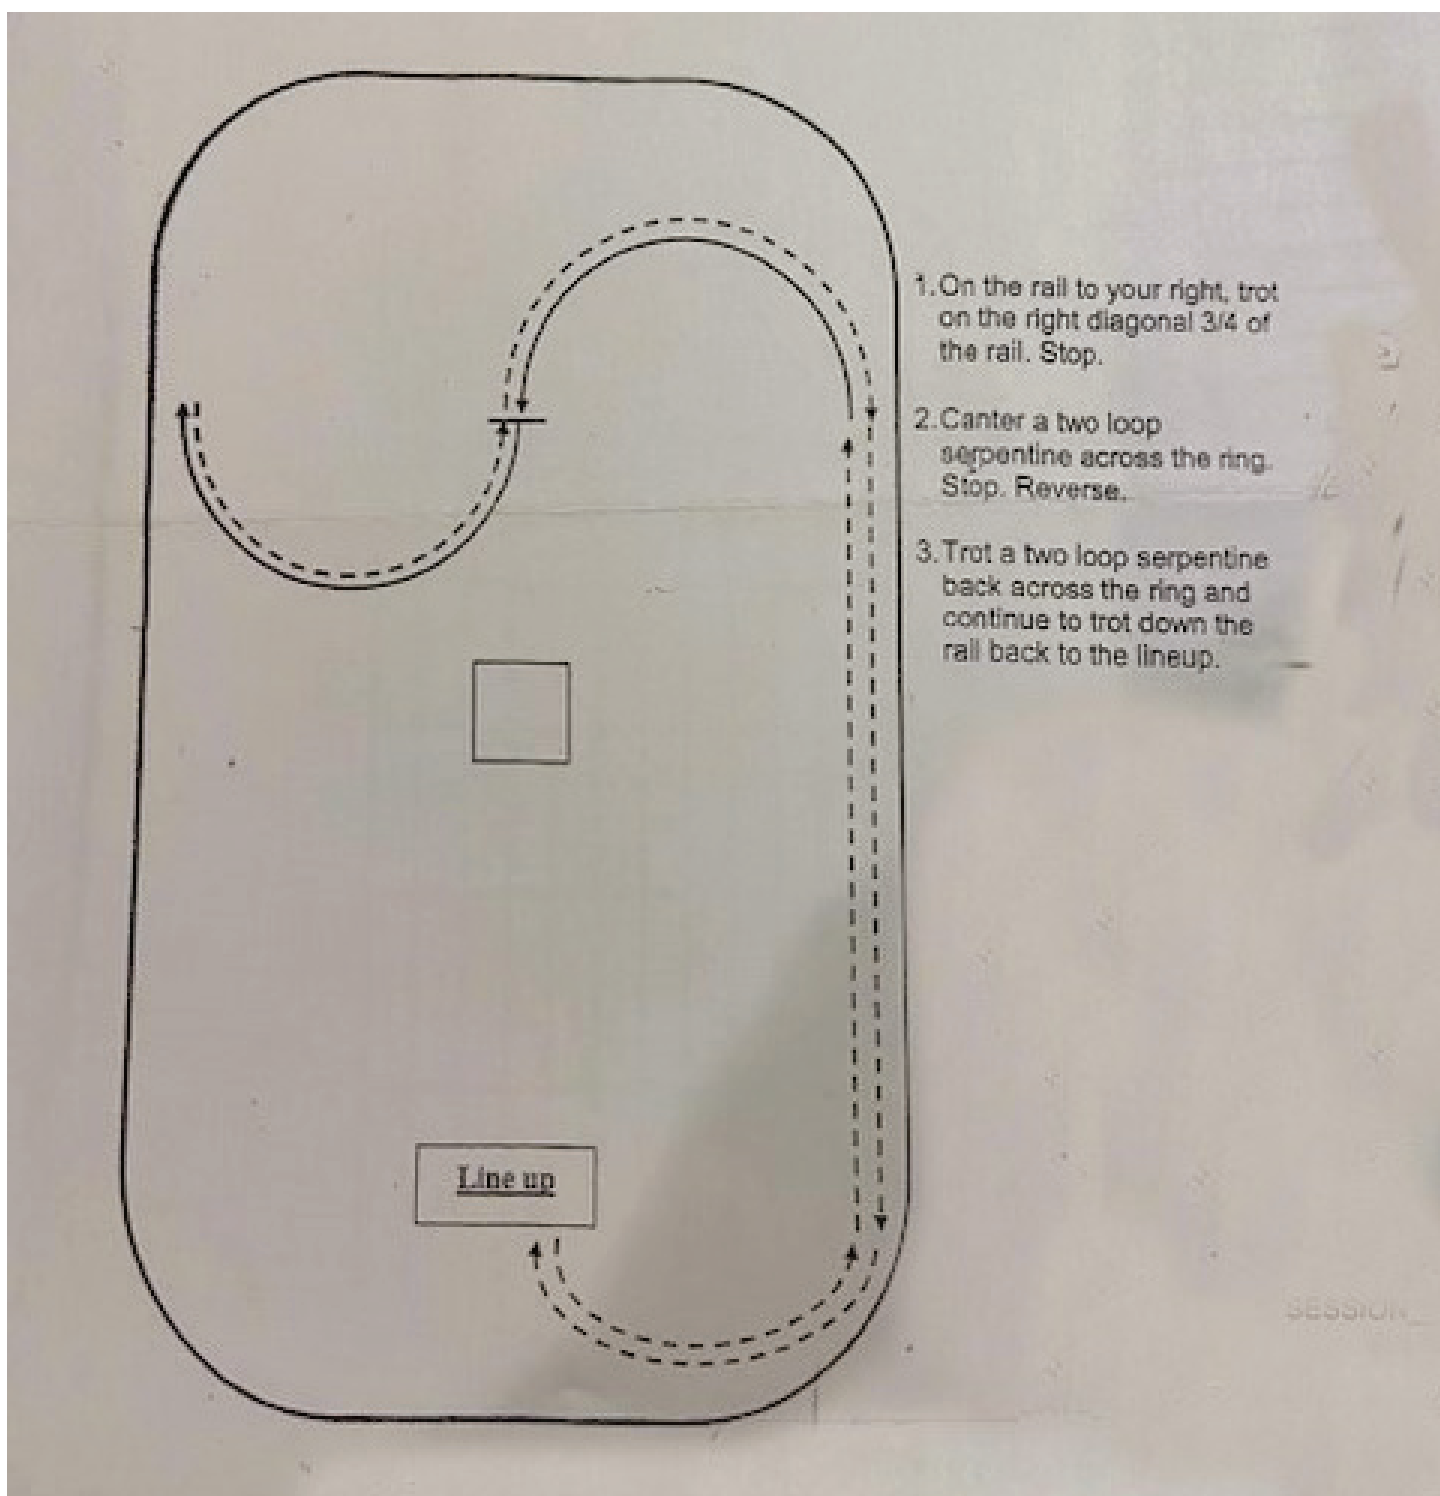 1. On the rail to your right, trot
on the right diagonal 3/4 of
the rail. Stop.
2. Canter a two loop
serpentine across the ring.
Stop. Reverse.
3. Trot a two loop serpentine
back across the ring and
continue to trot down the
rail back to the lineup.
Line up
SESSION